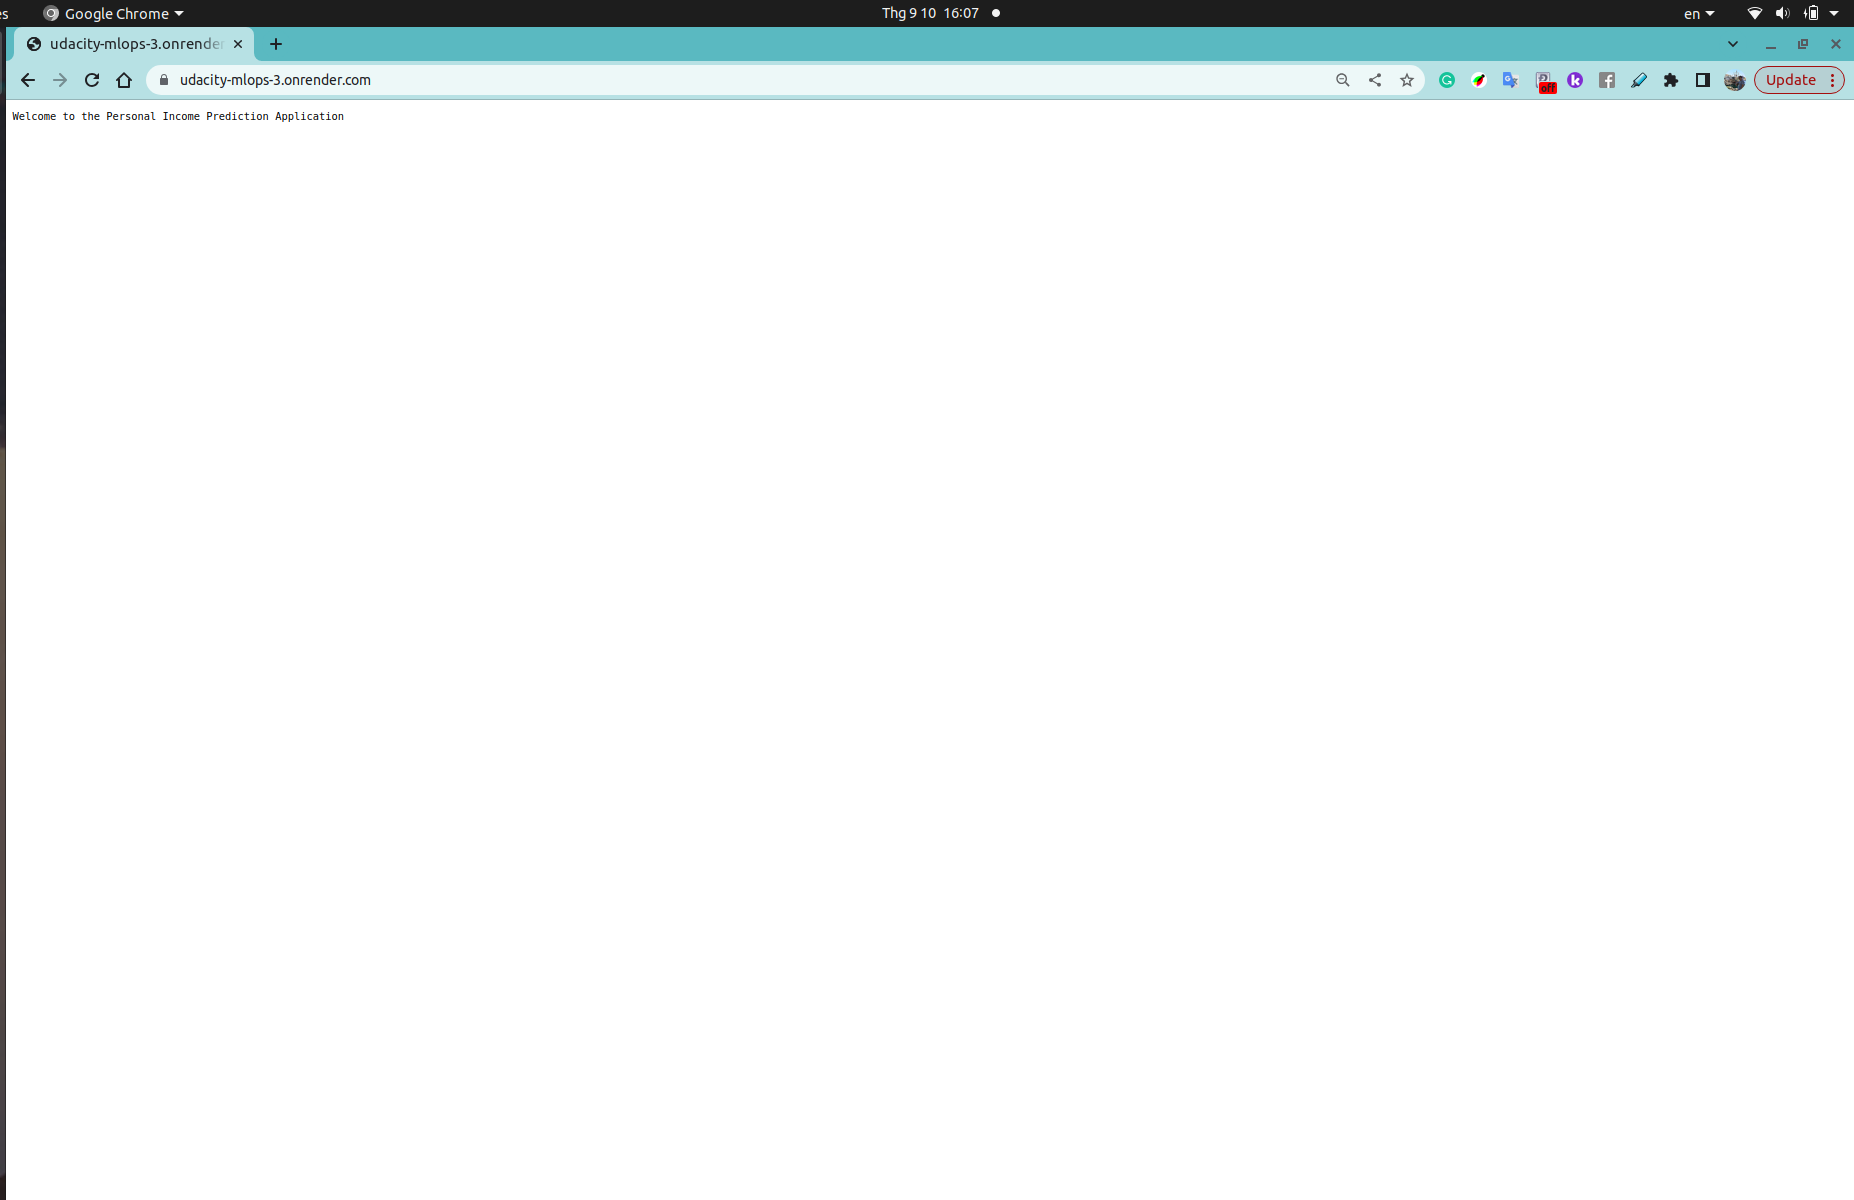 es
Google Chrome
Thg 9 10 16:07
en
udacity-mlops-3.onrender
udacity-mlops-3.onrender.com
off
Update
Welcome to the Personal Income Prediction Application